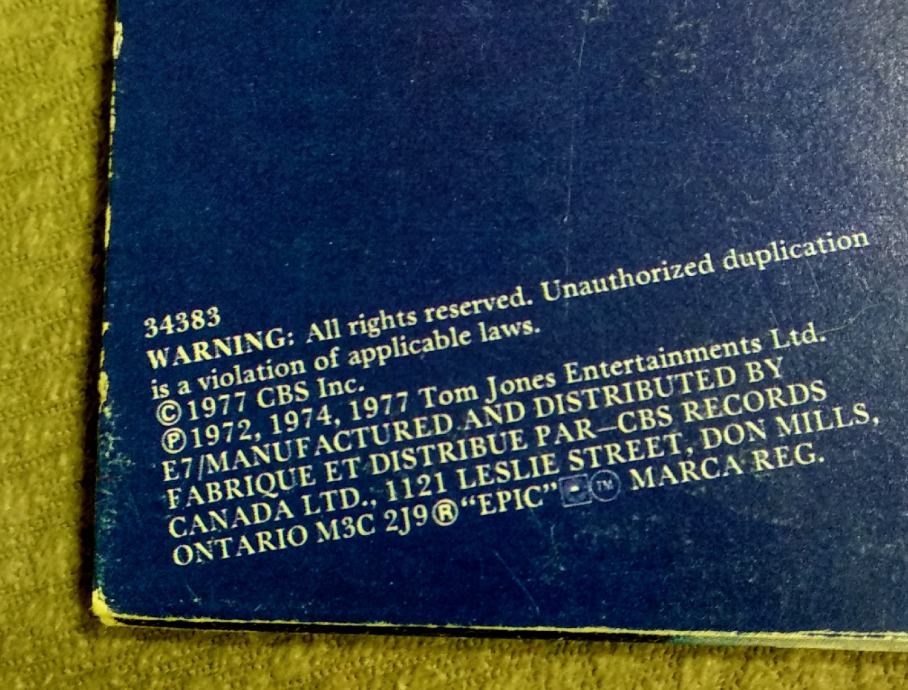 34383
WARNING: All rights reserved. Unauthorized duplication
is a violation of applicable laws.
© 1977 CBS Inc.
℗ 1972, 1974, 1977 Tom Jones Entertainments Ltd.
E7/MANUFACTURED AND DISTRIBUTED BY
FABRIQUE ET DISTRIBUE PAR—CBS RECORDS
CANADA LTD., 1121 LESLIE STREET, DON MILLS,
ONTARIO M3C 2J9 ® "EPIC" ™ MARCA REG.